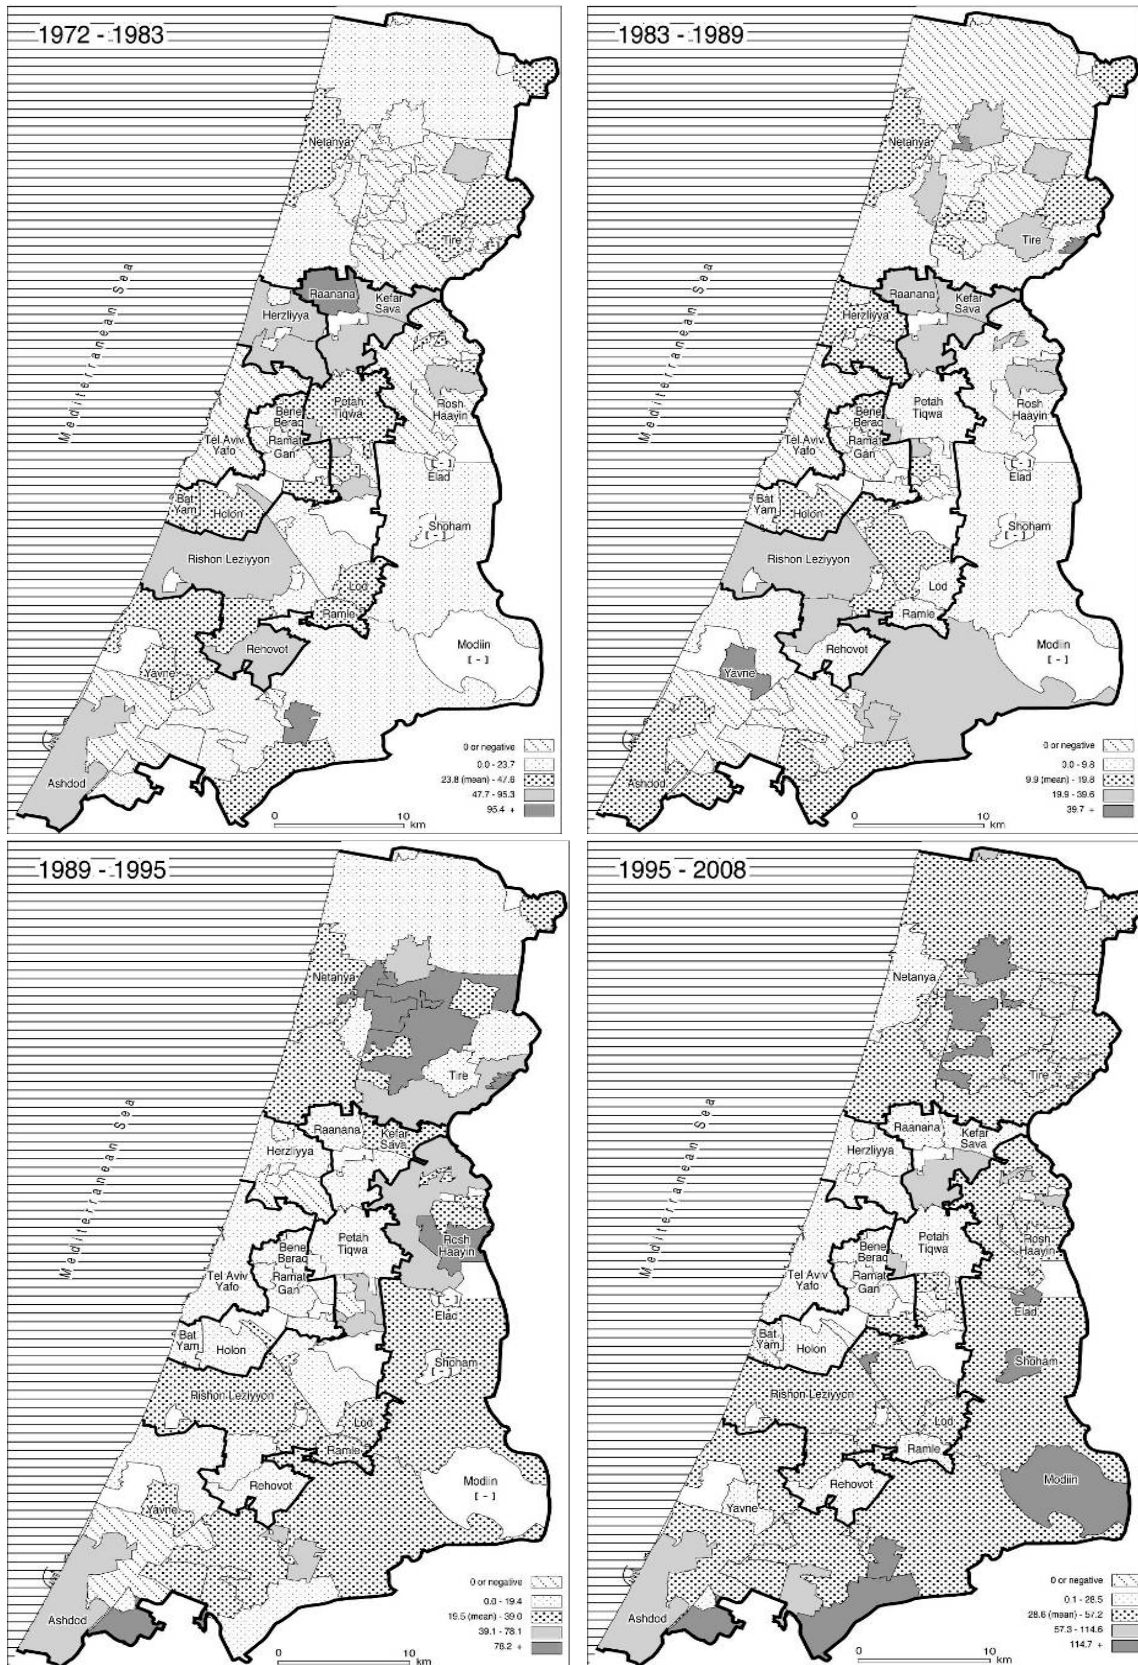 1972 - 1983
Netanya
Tire
Mediterranean Sea
Raanana
Kefar
Sava
Herzliyya
Petah
Tiqwa
Rosh
Haayin
Bene
Beraq
Ramat
Gan
Tel Aviv
Yafo
[ - ]
Elad
Bat
Yam
Holon
Shoham
[ - ]
Rishon Leziyyon
Lod
Ramle
Rehovot
Modiin
[ - ]
Yavne
Ashdod
0 or negative
0.0 - 23.7
23.8 (mean) - 47.6
47.7 - 95.3
95.4 +
0 10
km
1983 - 1989
Netanya
Tire
Mediterranean Sea
Raanana
Kefar
Sava
Herzliyya
Petah
Tiqwa
Rosh
Haayin
Bene
Beraq
Ramat
Gan
Tel Aviv
Yafo
[ - ]
Elad
Bat
Yam
Holon
Shoham
[ - ]
Rishon Leziyyon
Lod
Ramle
Rehovot
Modiin
[ - ]
Yavne
Ashdod
0 or negative
0.0 - 9.8
9.9 (mean) - 19.8
19.9 - 39.6
39.7 +
0 10
km
1989 - 1995
Netanya
Tire
Mediterranean Sea
Raanana
Kefar
Sava
Herzliyya
Petah
Tiqwa
Rosh
Haayin
Bene
Beraq
Ramat
Gan
Tel Aviv
Yafo
[ - ]
Elad
Bat
Yam
Holon
Shoham
[ - ]
Rishon Leziyyon
Lod
Ramle
Rehovot
Modiin
[ - ]
Yavne
Ashdod
0 or negative
0.0 - 19.4
19.5 (mean) - 39.0
39.1 - 78.1
78.2 +
0 10
km
1995 - 2008
Netanya
Tire
Mediterranean Sea
Raanana
Kefar
Sava
Herzliyya
Petah
Tiqwa
Rosh
Haayin
Bene
Beraq
Ramat
Gan
Tel Aviv
Yafo
Elad
Bat
Yam
Holon
Shoham
Rishon Leziyyon
Lod
Ramle
Rehovot
Modiin
Yavne
Ashdod
0 or negative
0.1 - 28.5
28.6 (mean) - 57.2
57.3 - 114.6
114.7 +
0 10
km